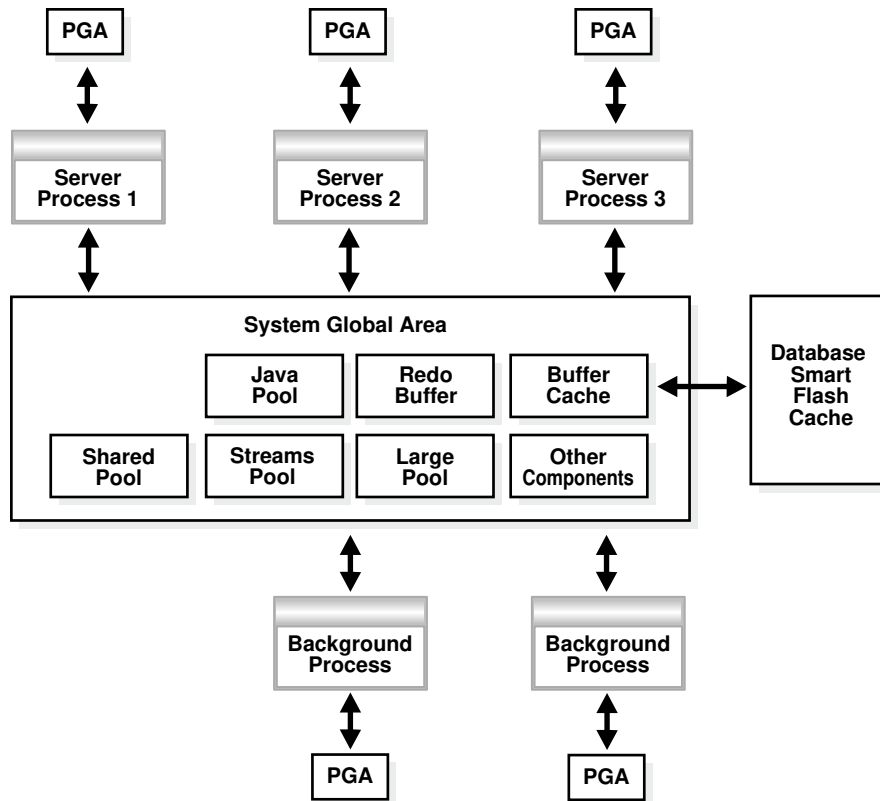 PGA
PGA
PGA
Server
Process 1
Server
Process 2
Server
Process 3
System Global Area
Java
Pool
Redo
Buffer
Buffer
Cache
Database
Smart
Flash
Cache
Shared
Pool
Streams
Pool
Large
Pool
Other
Components
Background
Process
Background
Process
PGA
PGA